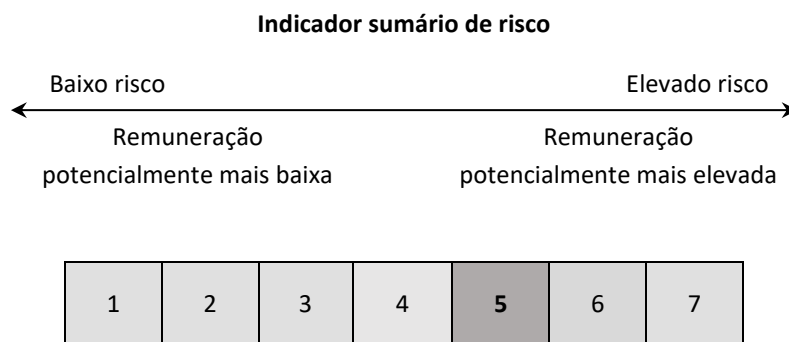 Indicador sumário de risco
Baixo risco Elevado risco
Remuneração Remuneração
potencialmente mais baixa potencialmente mais elevada
1 2 3 4 5 6 7